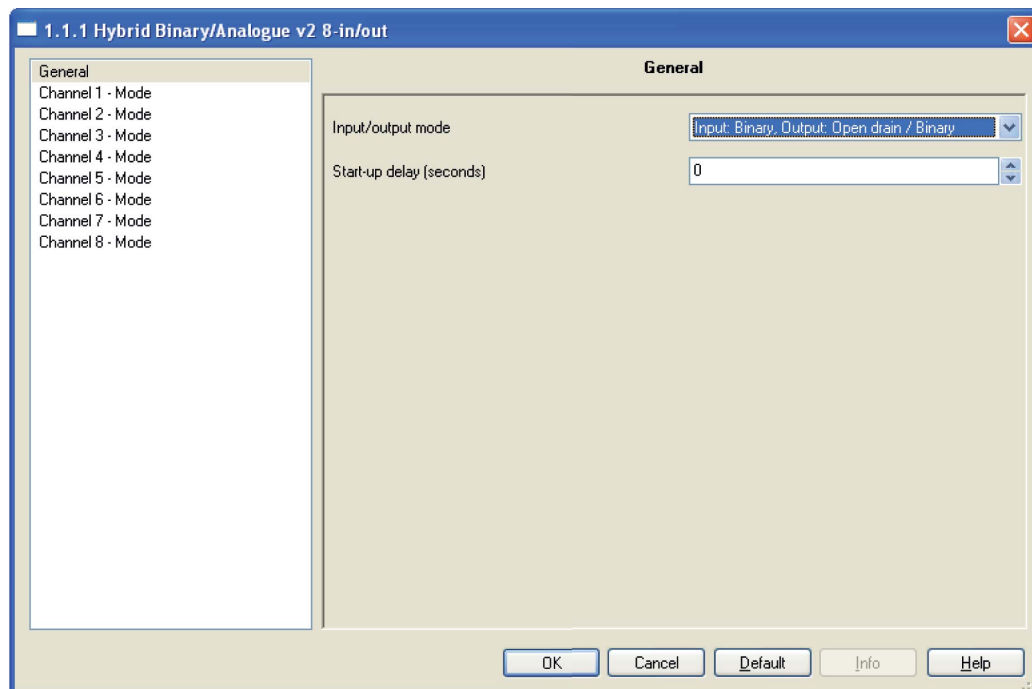 1.1.1 Hybrid Binary/Analogue v2 8-in/out
General
Channel 1 - Mode
Channel 2 - Mode
Channel 3 - Mode
Channel 4 - Mode
Channel 5 - Mode
Channel 6 - Mode
Channel 7 - Mode
Channel 8 - Mode
General
Input/output mode
Input: Binary, Output: Open drain / Binary
Start-up delay (seconds)
0
OK
Cancel
Default
Info
Help